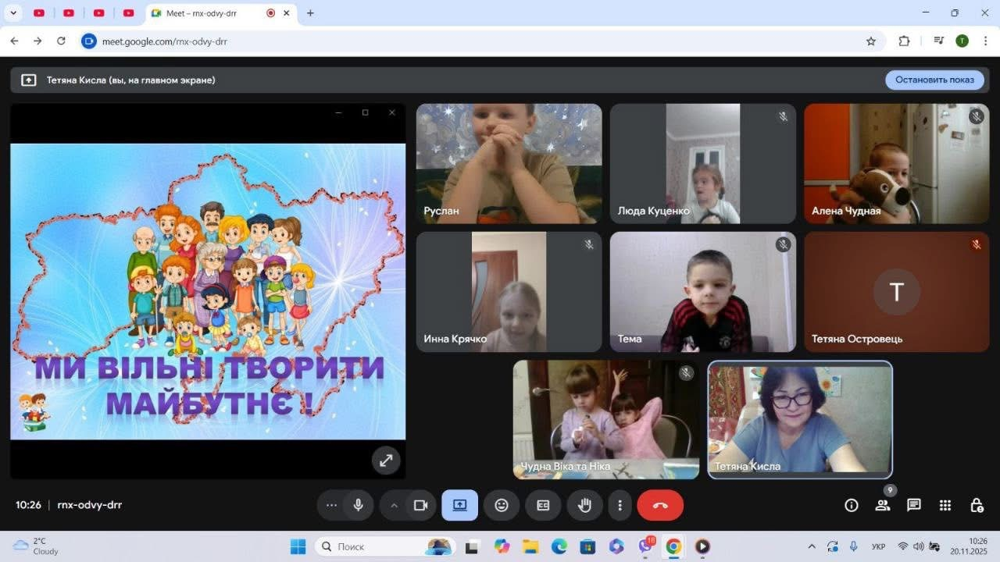 Meet – rnx-odvy-drr
meet.google.com/rnx-odvy-drr
T
Тетяна Кисла (вы, на главном экране)
Остановить показ
МИ ВІЛЬНІ ТВОРИТИ
МАЙБУТНЄ !
Руслан
Люда Куценко
Алена Чудная
Инна Крячко
Тема
T
Тетяна Островець
Чудна Віка та Ніка
Тетяна Кисла
10:26 | rnx-odvy-drr
9
2°C
Cloudy
Поиск
18
УКР
10:26
20.11.2025